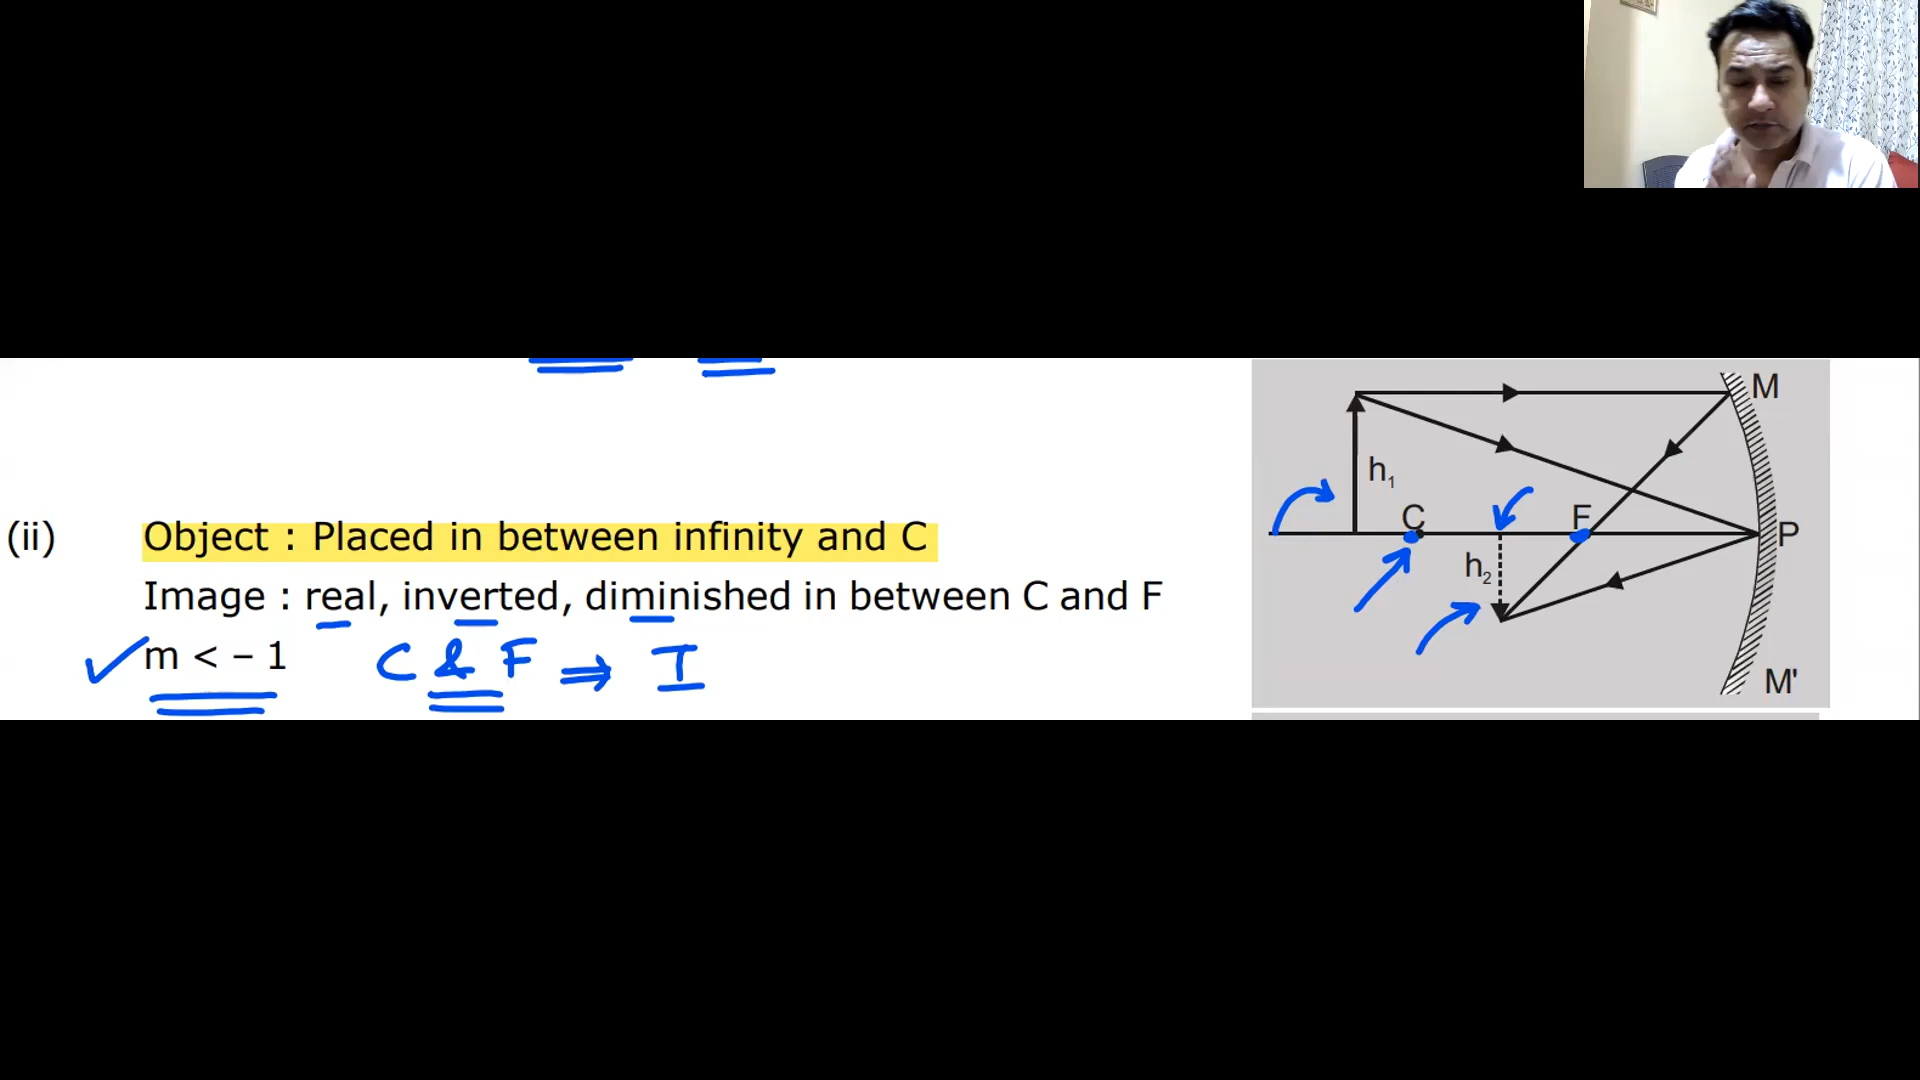 (ii) Object : Placed in between infinity and C
Image : real, inverted, diminished in between C and F
m < – 1 C & F ⇒ I
M
h₁
C F
P
h₂
M'